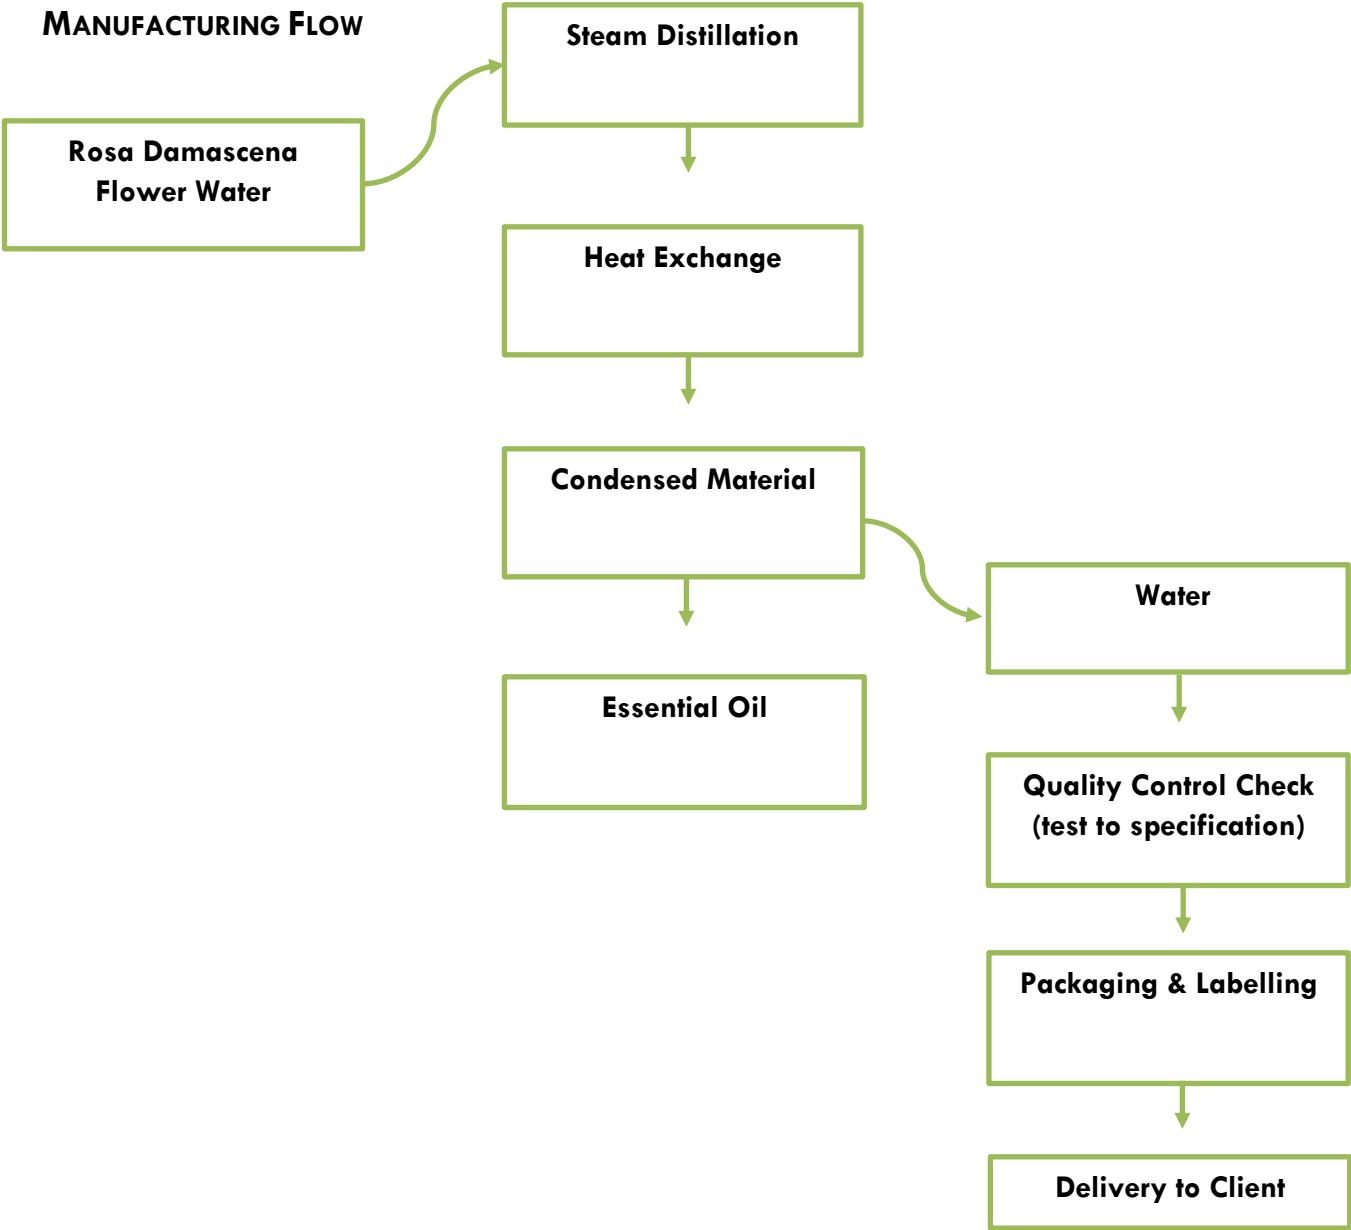 MANUFACTURING FLOW
Steam Distillation
Rosa Damascena
Flower Water
Heat Exchange
Condensed Material
Water
Essential Oil
Quality Control Check
(test to specification)
Packaging & Labelling
Delivery to Client